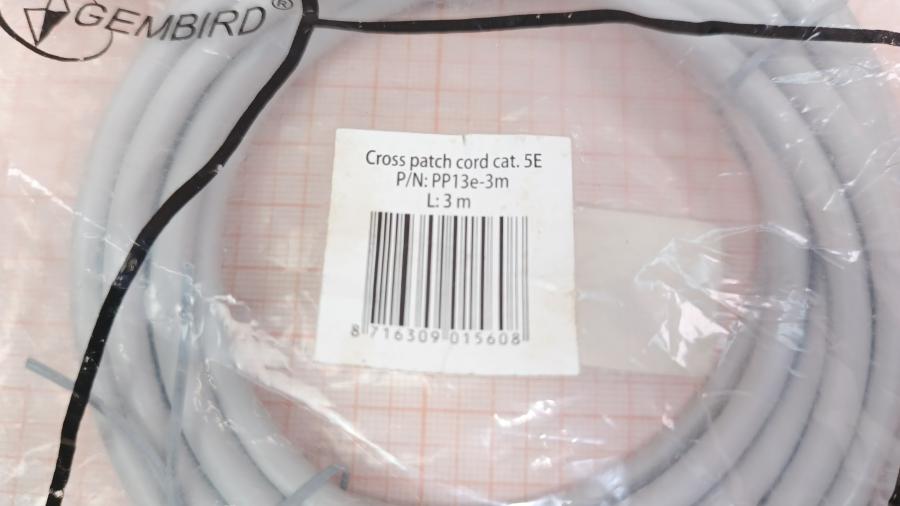 GEMBIRD®
Cross patch cord cat. 5E
P/N: PP13e-3m
L: 3 m
8 716309 015608